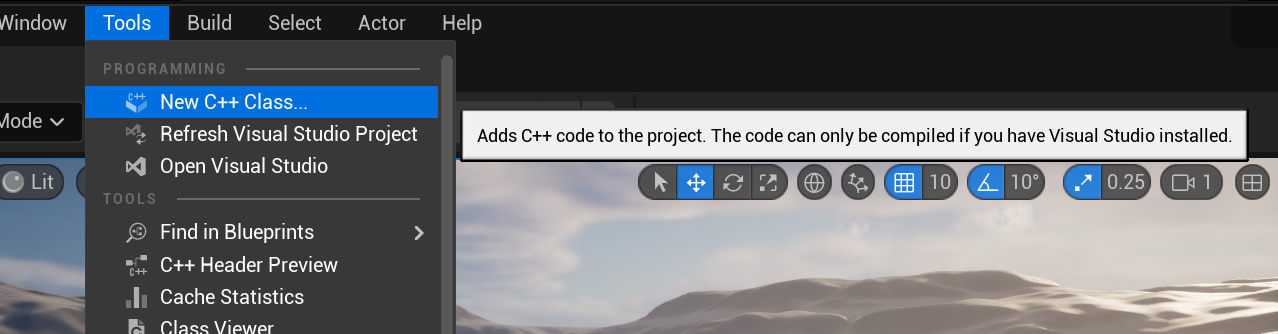 Window Tools Build Select Actor Help
PROGRAMMING
C++ New C++ Class...
Mode
Adds C++ code to the project. The code can only be compiled if you have Visual Studio installed.
Refresh Visual Studio Project
Open Visual Studio
Lit
10 10° 0.25 1
TOOLS
Find in Blueprints
C++ C++ Header Preview
Cache Statistics
Class Viewer